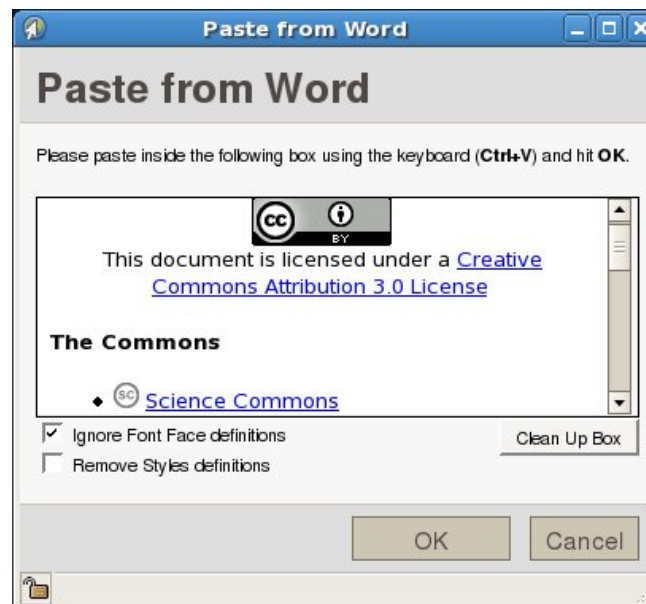 Paste from Word
Paste from Word
Please paste inside the following box using the keyboard (Ctrl+V) and hit OK.
cc
BY
This document is licensed under a Creative
Commons Attribution 3.0 License
The Commons
• sc Science Commons
Ignore Font Face definitions
Clean Up Box
Remove Styles definitions
OK Cancel